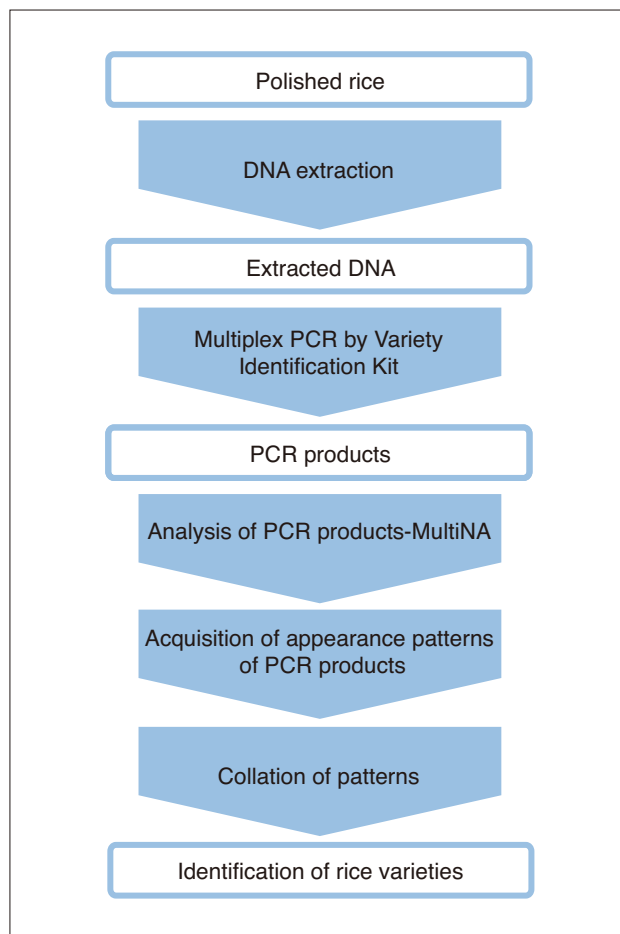 Polished rice
DNA extraction
Extracted DNA
Multiplex PCR by Variety
Identification Kit
PCR products
Analysis of PCR products-MultiNA
Acquisition of appearance patterns
of PCR products
Collation of patterns
Identification of rice varieties